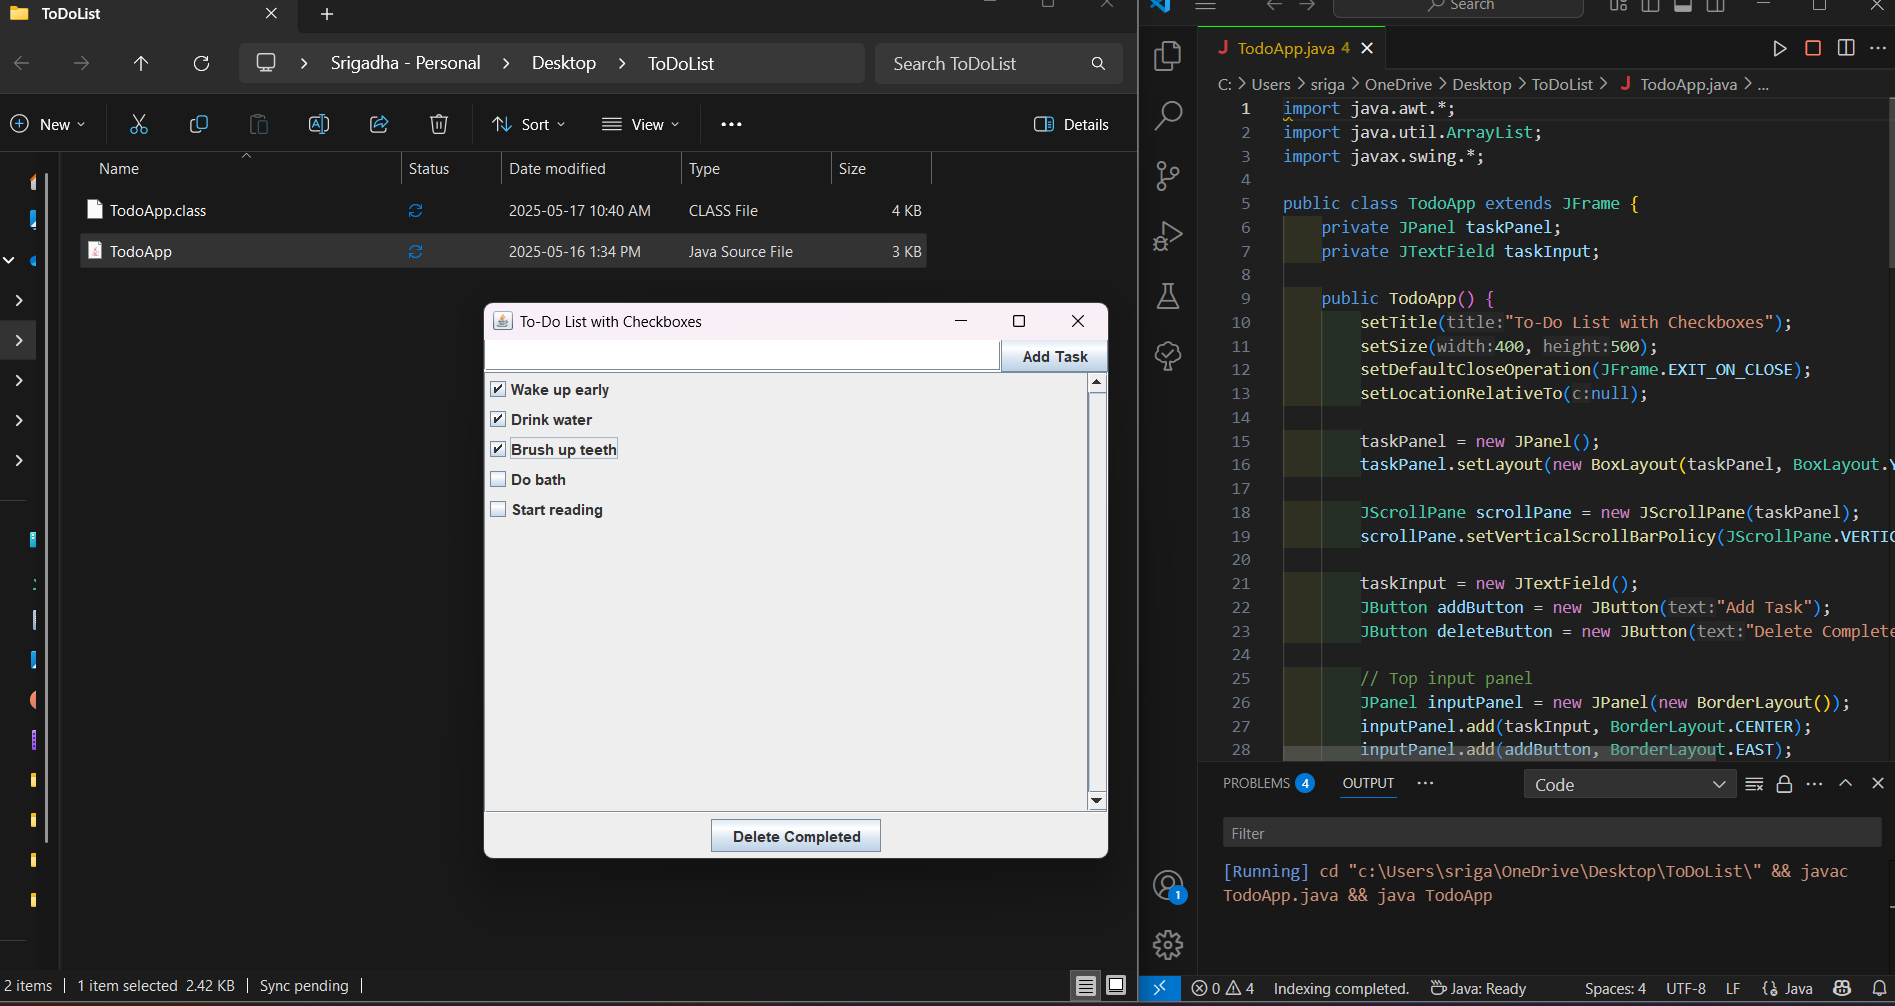 ToDoList
Srigadha - Personal
Desktop
ToDoList
Search ToDoList
New
Sort
View
Details
Name
Status
Date modified
Type
Size
TodoApp.class
2025-05-17 10:40 AM
CLASS File
4 KB
TodoApp
2025-05-16 1:34 PM
Java Source File
3 KB
2 items
1 item selected
2.42 KB
Sync pending
To-Do List with Checkboxes
Add Task
Wake up early
Drink water
Brush up teeth
Do bath
Start reading
Delete Completed
Search
TodoApp.java 4
C: > Users > sriga > OneDrive > Desktop > ToDoList > J TodoApp.java > ...
1 import java.awt.*;
2 import java.util.ArrayList;
3 import javax.swing.*;
4
5 public class TodoApp extends JFrame {
6 private JPanel taskPanel;
7 private JTextField taskInput;
8
9 public TodoApp() {
10 setTitle(title:"To-Do List with Checkboxes");
11 setSize(width:400, height:500);
12 setDefaultCloseOperation(JFrame.EXIT_ON_CLOSE);
13 setLocationRelativeTo(c:null);
14
15 taskPanel = new JPanel();
16 taskPanel.setLayout(new BoxLayout(taskPanel, BoxLayout.Y
17
18 JScrollPane scrollPane = new JScrollPane(taskPanel);
19 scrollPane.setVerticalScrollBarPolicy(JScrollPane.VERTIC
20
21 taskInput = new JTextField();
22 JButton addButton = new JButton(text:"Add Task");
23 JButton deleteButton = new JButton(text:"Delete Complete
24
25 // Top input panel
26 JPanel inputPanel = new JPanel(new BorderLayout());
27 inputPanel.add(taskInput, BorderLayout.CENTER);
28 inputPanel.add(addButton, BorderLayout.EAST);
PROBLEMS 4
OUTPUT
Code
Filter
[Running] cd "c:\Users\sriga\OneDrive\Desktop\ToDoList\" && javac
TodoApp.java && java TodoApp
1
0
4
Indexing completed.
Java: Ready
Spaces: 4
UTF-8
LF
Java